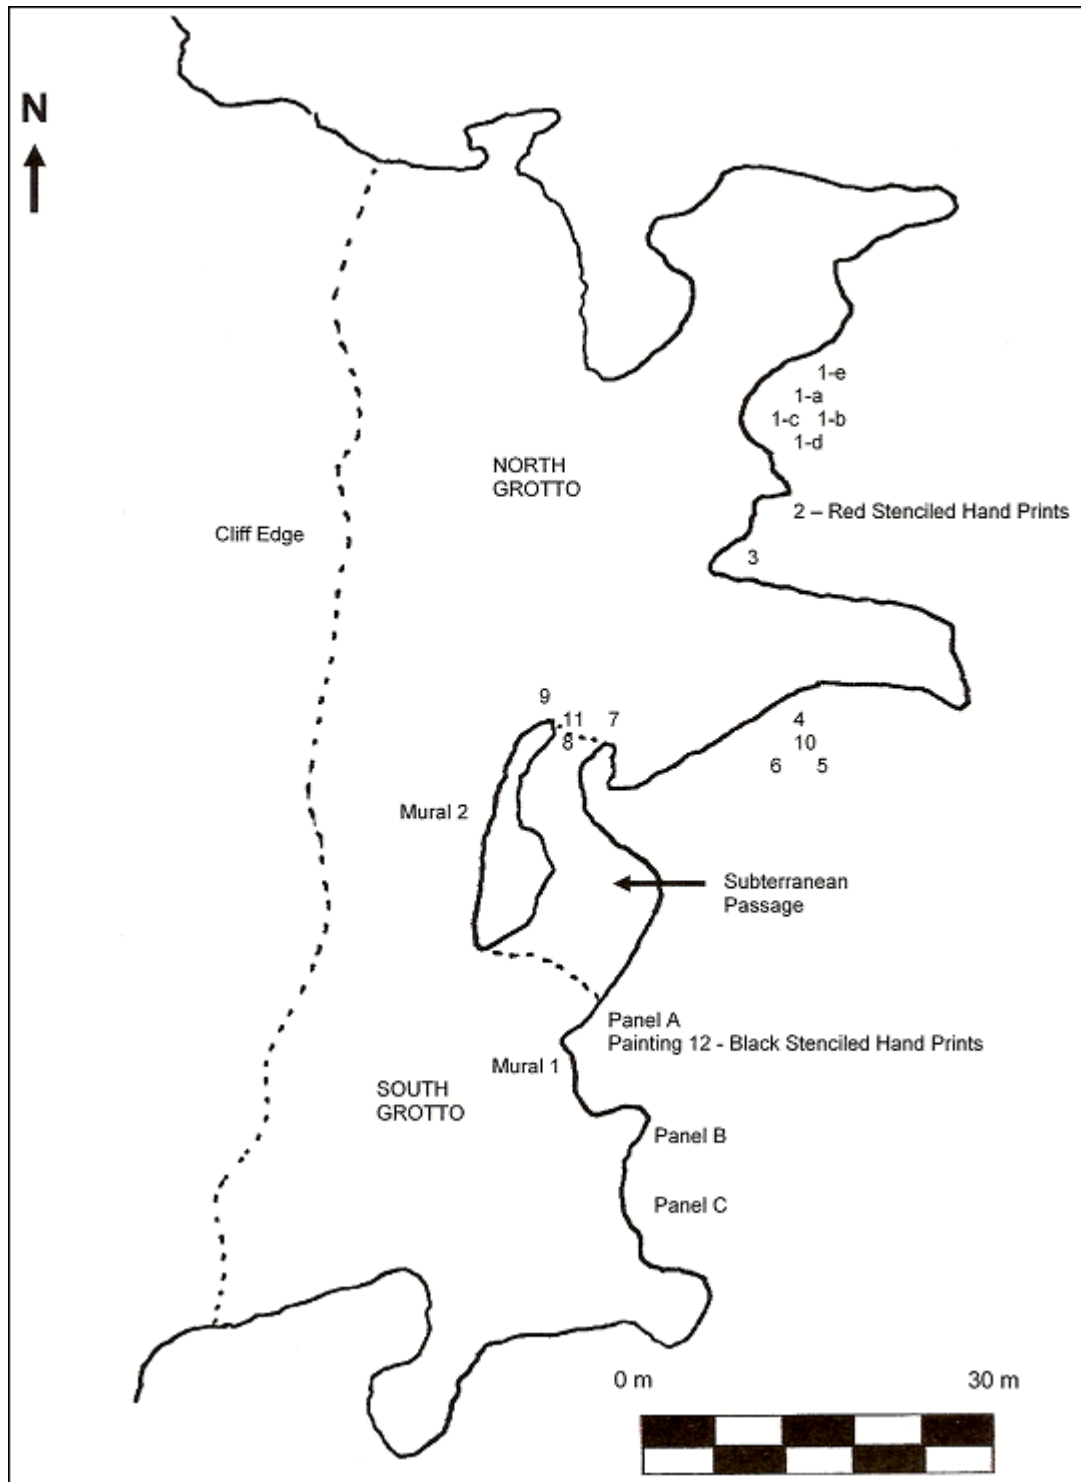 N
1-e
1-a
1-c 1-b
1-d
NORTH
GROTTO
2 – Red Stenciled Hand Prints
Cliff Edge
3
9
11 7
8
4
10
6 5
Mural 2
Subterranean
Passage
Panel A
Painting 12 - Black Stenciled Hand Prints
Mural 1
SOUTH
GROTTO
Panel B
Panel C
0 m 30 m